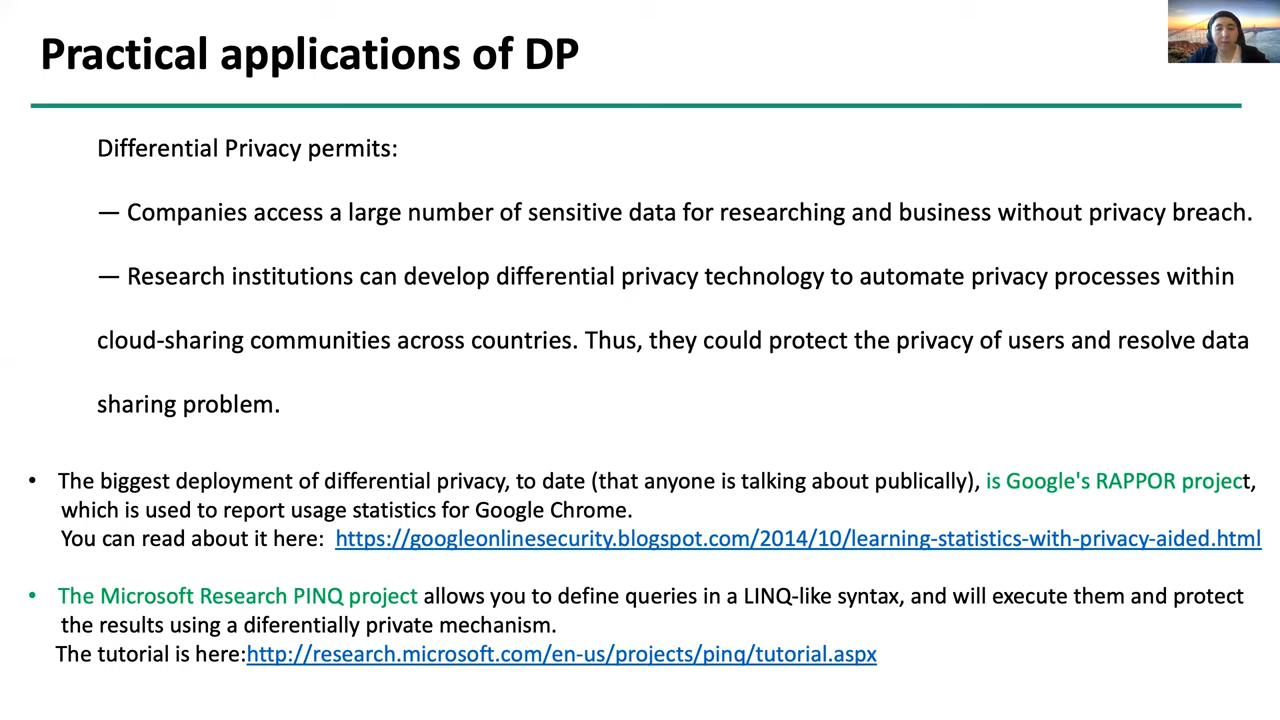 Practical applications of DP
Differential Privacy permits:
— Companies access a large number of sensitive data for researching and business without privacy breach.
— Research institutions can develop differential privacy technology to automate privacy processes within
cloud-sharing communities across countries. Thus, they could protect the privacy of users and resolve data
sharing problem.
• The biggest deployment of differential privacy, to date (that anyone is talking about publically), is Google's RAPPOR project,
which is used to report usage statistics for Google Chrome.
You can read about it here: https://googleonlinesecurity.blogspot.com/2014/10/learning-statistics-with-privacy-aided.html
• The Microsoft Research PINQ project allows you to define queries in a LINQ-like syntax, and will execute them and protect
the results using a diferentially private mechanism.
The tutorial is here:http://research.microsoft.com/en-us/projects/pinq/tutorial.aspx